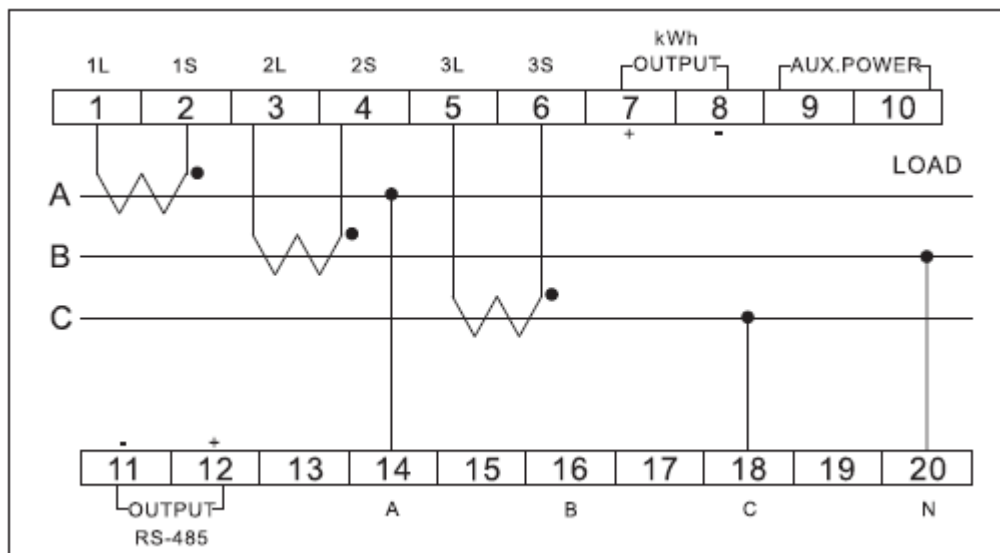 kWh
1L 1S 2L 2S 3L 3S OUTPUT AUX.POWER
1 2 3 4 5 6 7 8 9 10
+ -
LOAD
A
B
C
- +
11 12 13 14 15 16 17 18 19 20
OUTPUT A B C N
RS-485